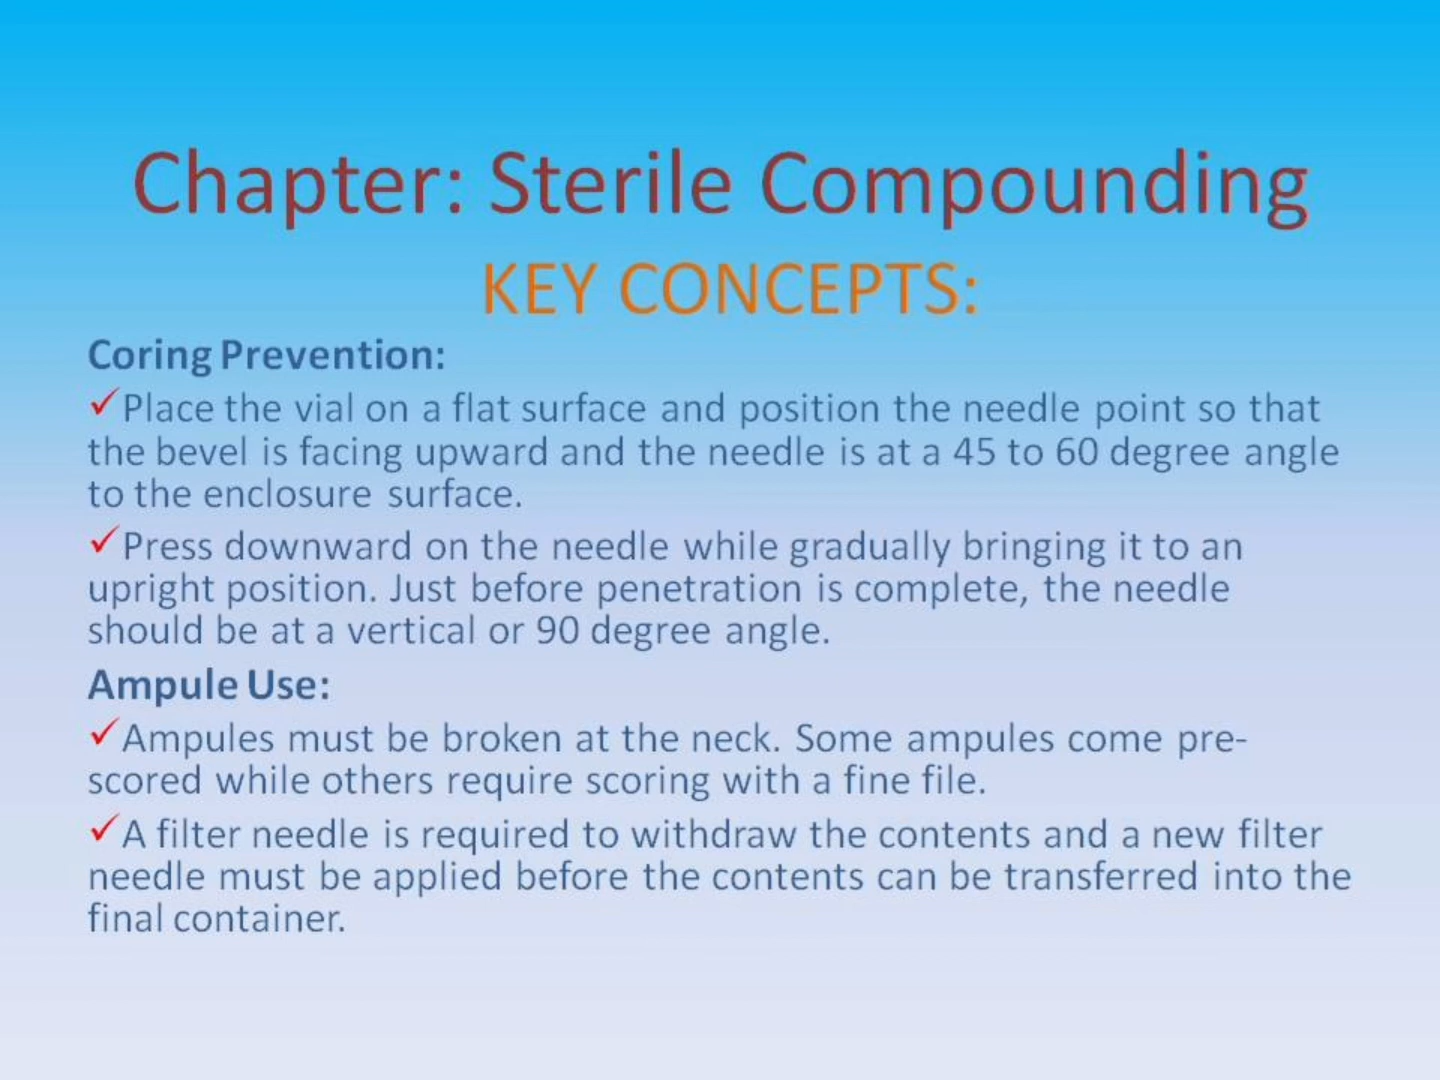 Chapter: Sterile Compounding
KEY CONCEPTS:
Coring Prevention:
✓Place the vial on a flat surface and position the needle point so that
the bevel is facing upward and the needle is at a 45 to 60 degree angle
to the enclosure surface.
✓Press downward on the needle while gradually bringing it to an
upright position. Just before penetration is complete, the needle
should be at a vertical or 90 degree angle.
Ampule Use:
✓Ampules must be broken at the neck. Some ampules come pre-
scored while others require scoring with a fine file.
✓A filter needle is required to withdraw the contents and a new filter
needle must be applied before the contents can be transferred into the
final container.